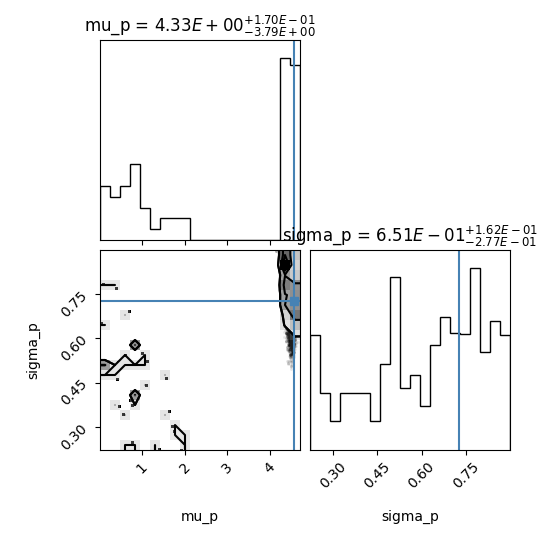 mu_p = 4.33E+00+1.70E−01 −3.79E+00
sigma_p = 6.51E−01+1.62E−01 −2.77E−01
sigma_p
0.75
0.60
0.45
0.30
1 2 3 4
0.30 0.45 0.60 0.75
mu_p
sigma_p